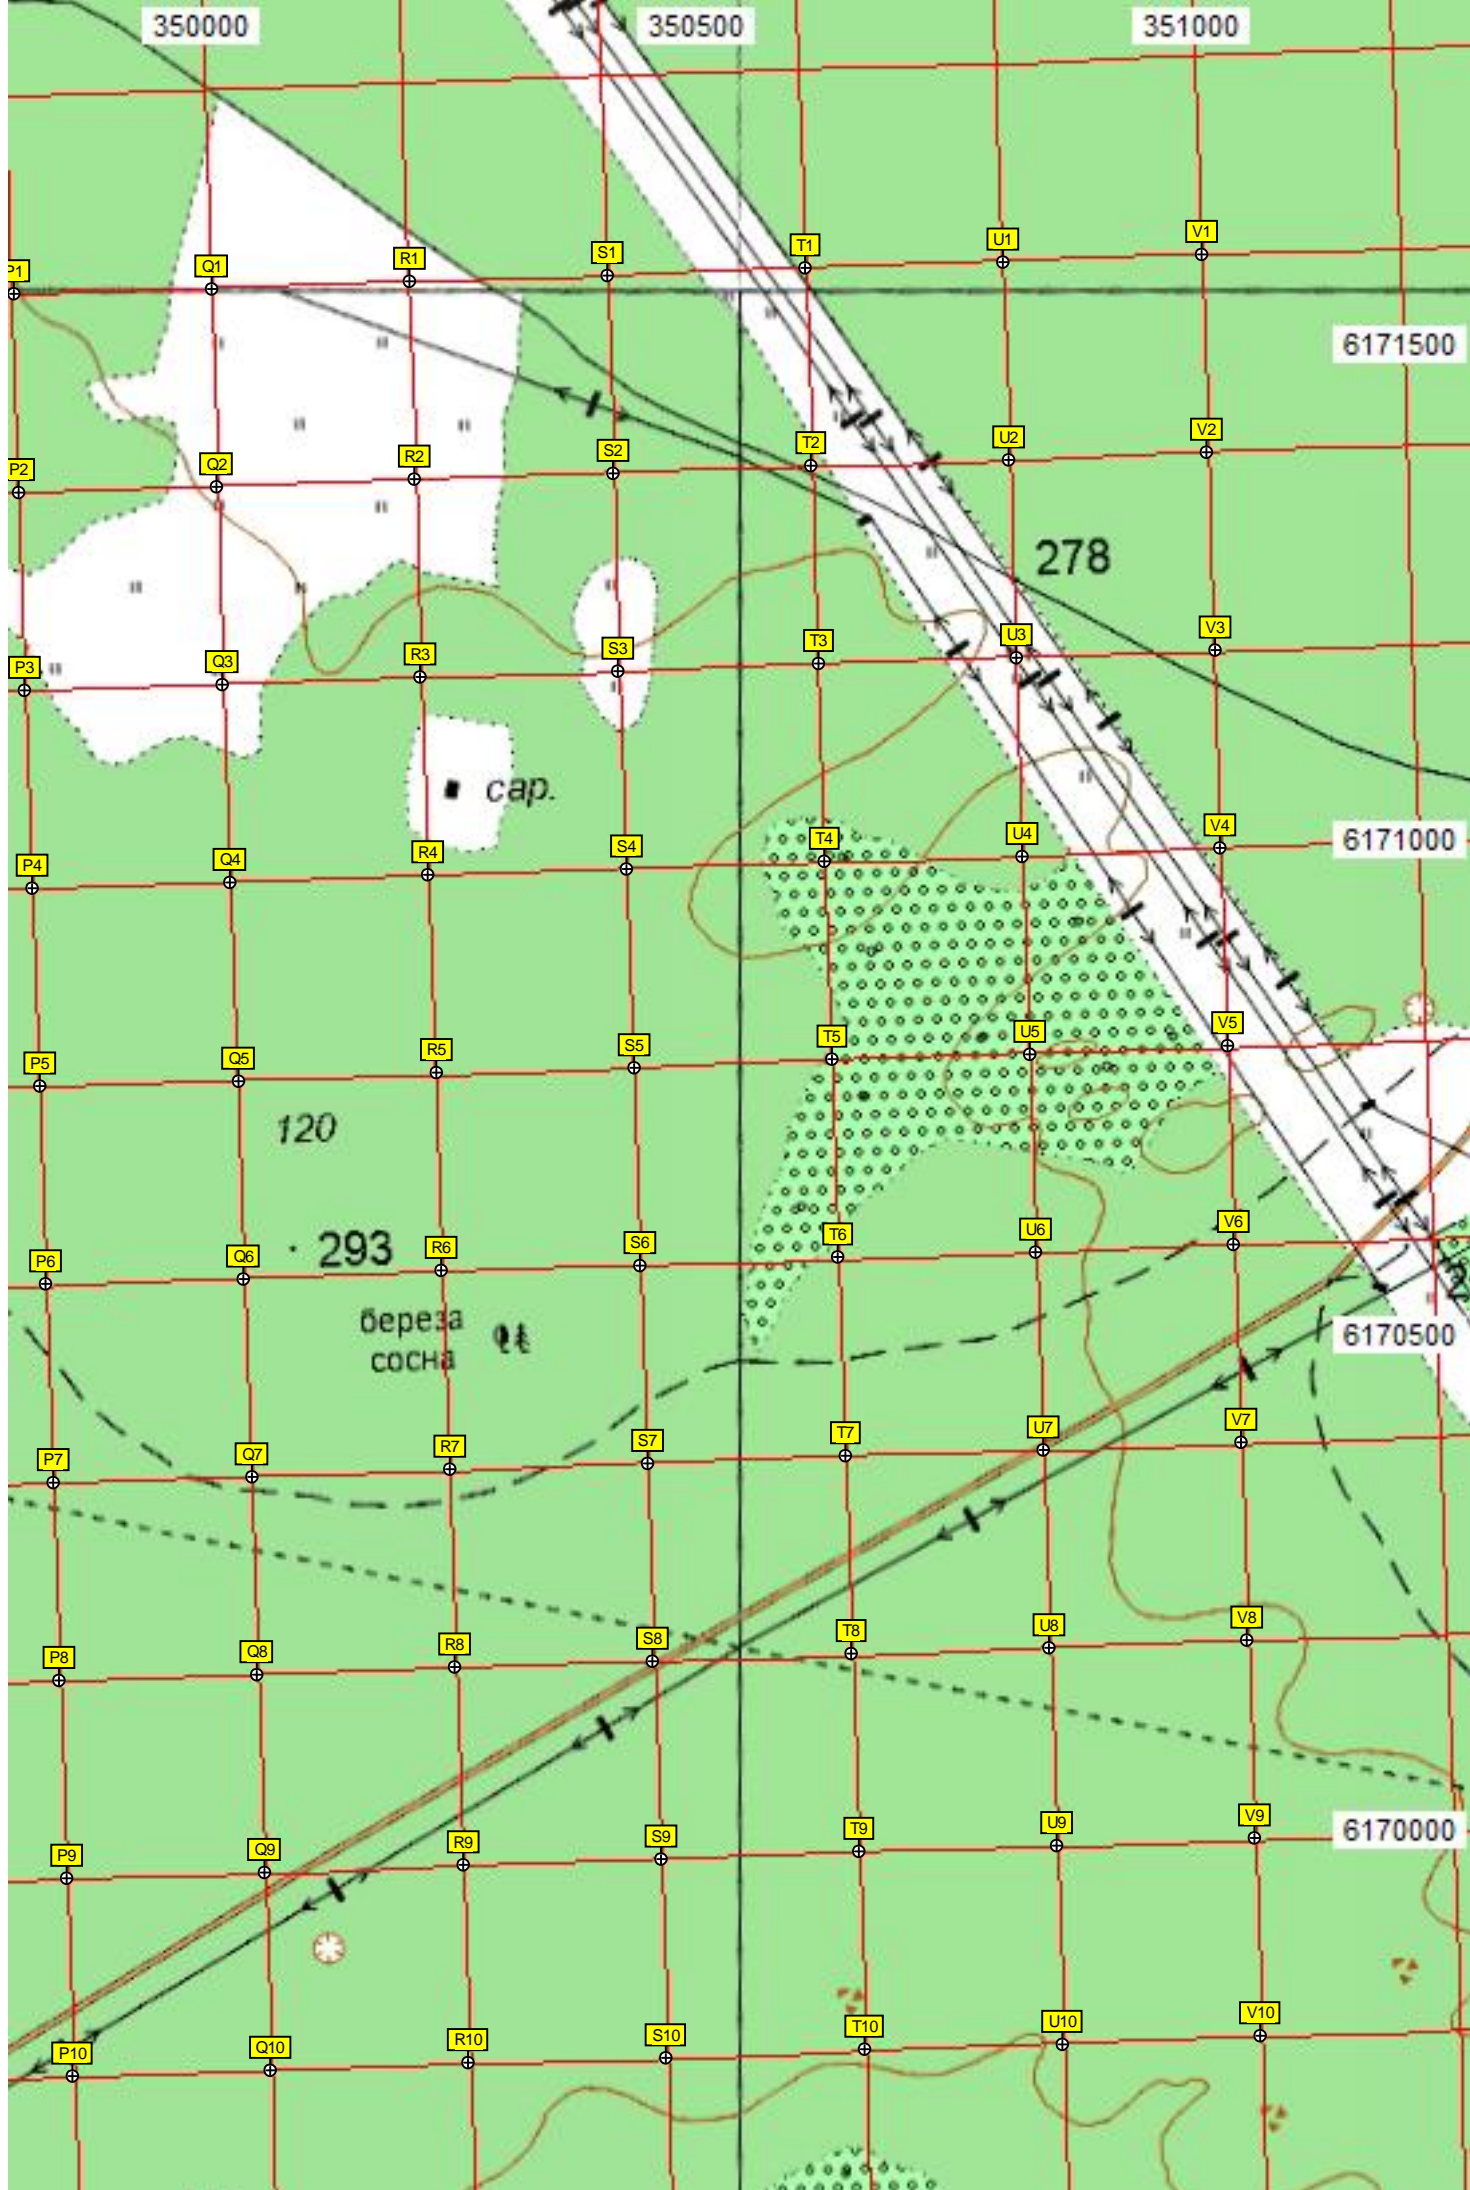 350000 350500 351000
P1 Q1 R1 S1 T1 U1 V1
6171500
P2 Q2 R2 S2 T2 U2 V2
278
P3 Q3 R3 S3 T3 U3 V3
сар.
P4 Q4 R4 S4 T4 U4 V4
6171000
P5 Q5 R5 S5 T5 U5 V5
120
P6 Q6 R6 S6 T6 U6 V6
293
береза
сосна
6170500
P7 Q7 R7 S7 T7 U7 V7
P8 Q8 R8 S8 T8 U8 V8
P9 Q9 R9 S9 T9 U9 V9
6170000
P10 Q10 R10 S10 T10 U10 V10